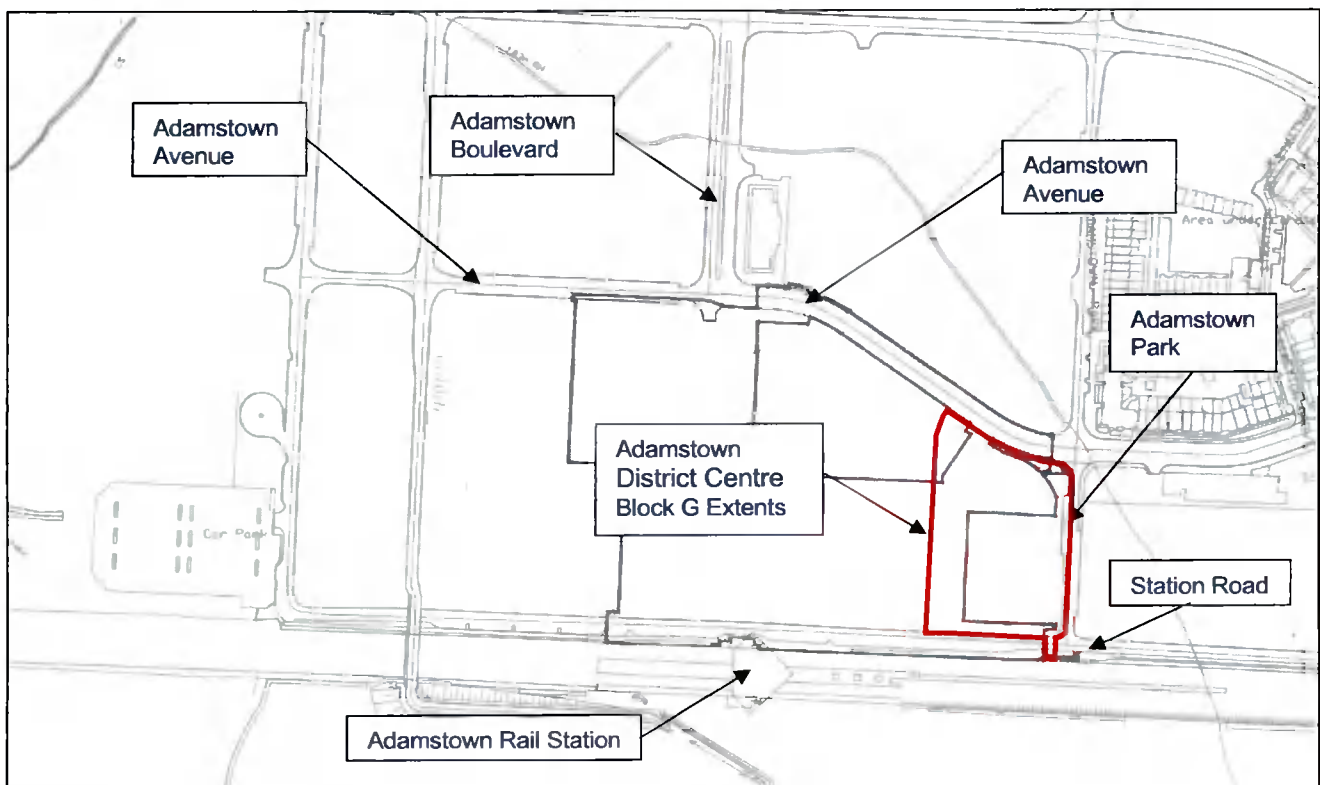 Adamstown
Avenue
Adamstown
Boulevard
Adamstown
Avenue
Adamstown
Park
Adamstown
District Centre
Block G Extents
Car Park
Station Road
Adamstown Rail Station